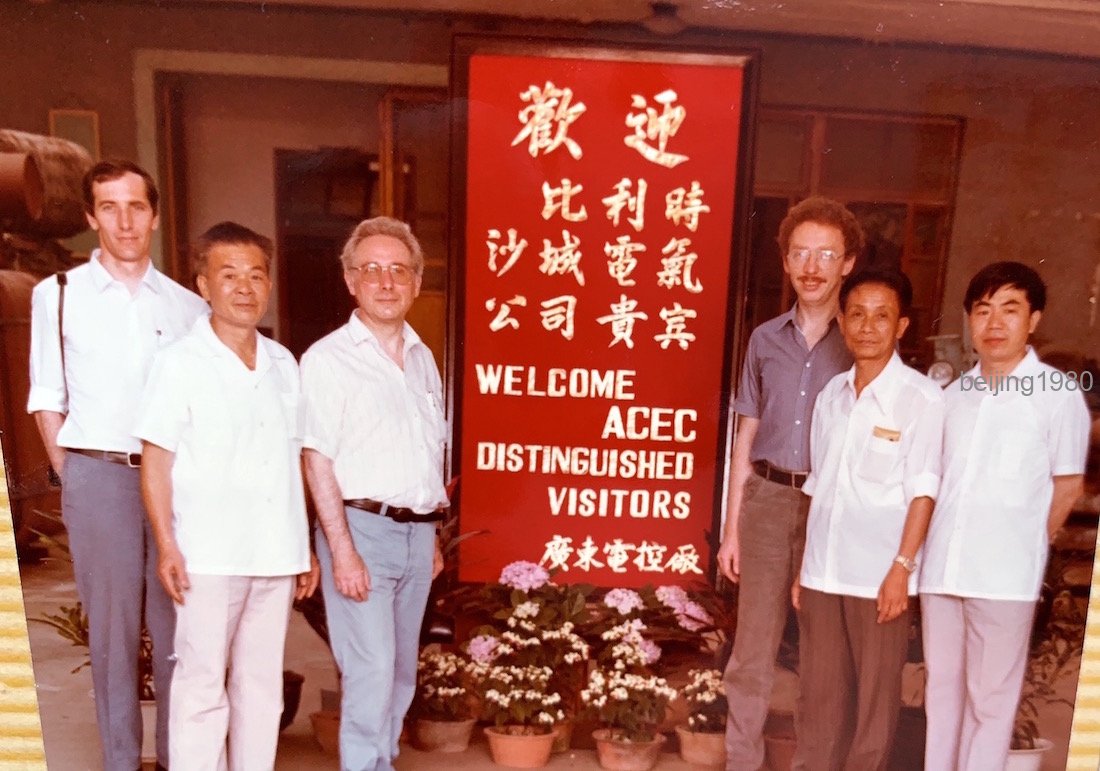 歡迎
比利時
沙城電氣
公司貴賓
WELCOME
ACEC
DISTINGUISHED
VISITORS
廣東電控廠
beijing1980